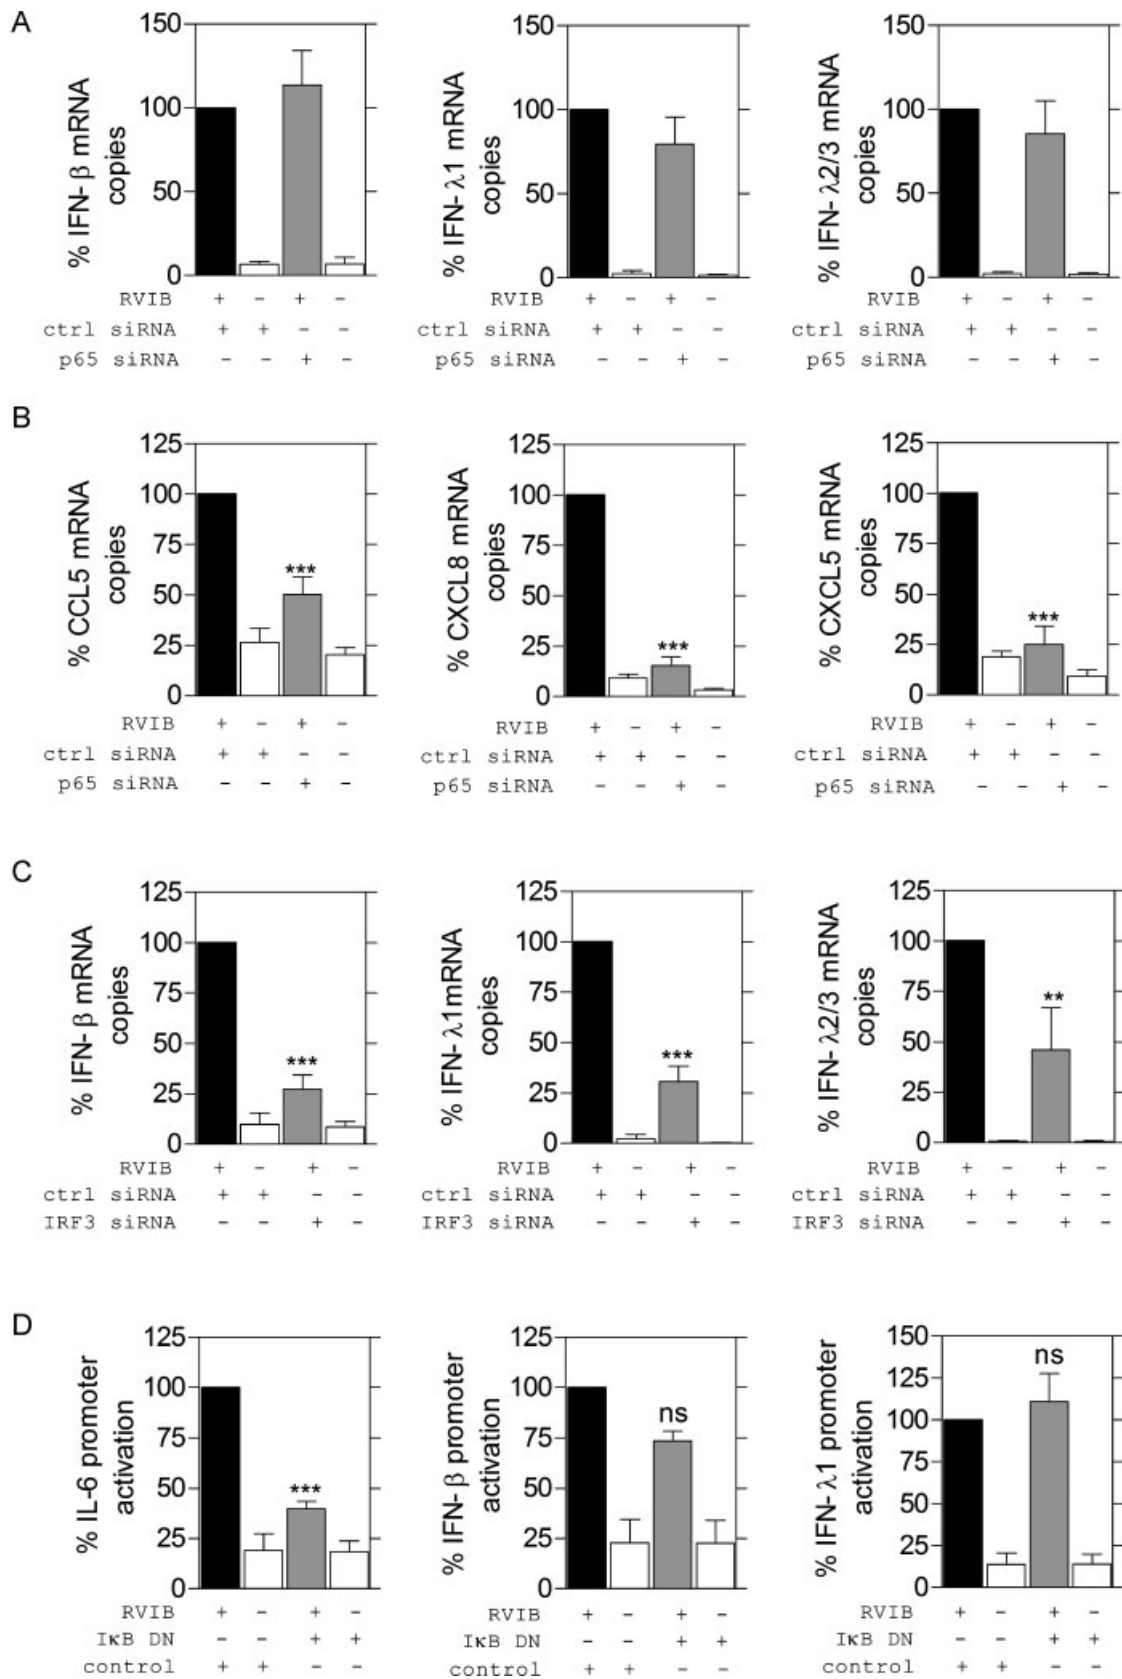 A
% IFN- β mRNA copies
150
100
50
0
RVIB + − + −
ctrl siRNA + + − −
p65 siRNA − − + −
% IFN- λ1 mRNA copies
150
100
50
0
RVIB + − + −
ctrl siRNA + + − −
p65 siRNA − − + −
% IFN- λ2/3 mRNA copies
150
100
50
0
RVIB + − + −
ctrl siRNA + + − −
p65 siRNA − − + −
B
% CCL5 mRNA copies
125
100
75
50
25
0
***
RVIB + − + −
ctrl siRNA + + − −
p65 siRNA − − + −
% CXCL8 mRNA copies
125
100
75
50
25
0
***
RVIB + − + −
ctrl siRNA + + − −
p65 siRNA − − + −
% CXCL5 mRNA copies
125
100
75
50
25
0
***
RVIB + − + −
ctrl siRNA + + − −
p65 siRNA − − + −
C
% IFN- β mRNA copies
125
100
75
50
25
0
***
RVIB + − + −
ctrl siRNA + + − −
IRF3 siRNA − − + −
% IFN- λ1mRNA copies
125
100
75
50
25
0
***
RVIB + − + −
ctrl siRNA + + − −
IRF3 siRNA − − + −
% IFN- λ2/3 mRNA copies
125
100
75
50
25
0
**
RVIB + − + −
ctrl siRNA + + − −
IRF3 siRNA − − + −
D
% IL-6 promoter activation
125
100
75
50
25
0
***
RVIB + − + −
IκB DN − − + +
control + + − −
% IFN- β promoter activation
125
100
75
50
25
0
ns
RVIB + − + −
IκB DN − − + +
control + + − −
% IFN- λ1 promoter activation
150
125
100
75
50
25
0
ns
RVIB + − + −
IκB DN − − + +
control + + − −